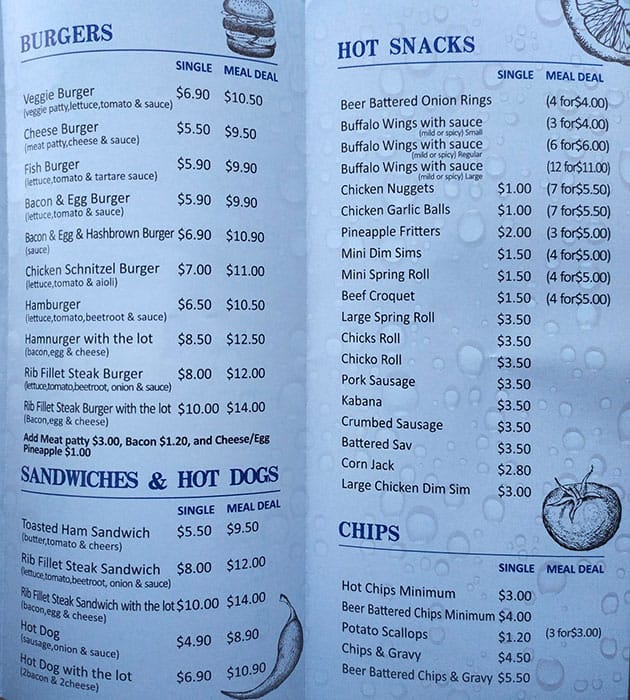 BURGERS
SINGLE MEAL DEAL
Veggie Burger $6.90 $10.50
(veggie patty,lettuce,tomato & sauce)
Cheese Burger $5.50 $9.50
(meat patty,cheese & sauce)
Fish Burger $5.90 $9.90
(lettuce,tomato & tartare sauce)
Bacon & Egg Burger $5.90 $9.90
(lettuce,tomato & sauce)
Bacon & Egg & Hashbrown Burger $6.90 $10.90
(sauce)
Chicken Schnitzel Burger $7.00 $11.00
(lettuce,tomato & aioli)
Hamburger $6.50 $10.50
(lettuce,tomato,beetroot & sauce)
Hamnurger with the lot $8.50 $12.50
(bacon,egg & cheese)
Rib Fillet Steak Burger $8.00 $12.00
(lettuce,tomato,beetroot, onion & sauce)
Rib Fillet Steak Burger with the lot $10.00 $14.00
(Bacon,egg & cheese)
Add Meat patty $3.00, Bacon $1.20, and Cheese/Egg
Pineapple $1.00
SANDWICHES & HOT DOGS
SINGLE MEAL DEAL
Toasted Ham Sandwich $5.50 $9.50
(butter,tomato & cheers)
Rib Fillet Steak Sandwich $8.00 $12.00
(lettuce,tomato,beetroot, onion & sauce)
Rib Fillet Steak Sandwich with the lot $10.00 $14.00
(bacon,egg & cheese)
Hot Dog $4.90 $8.90
(sausage,onion & sauce)
Hot Dog with the lot $6.90 $10.90
(2bacon & 2cheese)
HOT SNACKS
SINGLE MEAL DEAL
Beer Battered Onion Rings (4 for$4.00)
Buffalo Wings with sauce (3 for$4.00)
(mild or spicy) Small
Buffalo Wings with sauce (6 for$6.00)
(mild or spicy) Regular
Buffalo Wings with sauce (12 for$11.00)
(mild or spicy) Large
Chicken Nuggets $1.00 (7 for$5.50)
Chicken Garlic Balls $1.00 (7 for$5.50)
Pineapple Fritters $2.00 (3 for$5.00)
Mini Dim Sims $1.50 (4 for$5.00)
Mini Spring Roll $1.50 (4 for$5.00)
Beef Croquet $1.50 (4 for$5.00)
Large Spring Roll $3.50
Chicks Roll $3.50
Chicko Roll $3.50
Pork Sausage $3.50
Kabana $3.50
Crumbed Sausage $3.50
Battered Sav $3.50
Corn Jack $2.80
Large Chicken Dim Sim $3.00
CHIPS
SINGLE MEAL DEAL
Hot Chips Minimum $3.00
Beer Battered Chips Minimum $4.00
Potato Scallops $1.20 (3 for$3.00)
Chips & Gravy $4.50
Beer Battered Chips & Gravy $5.50